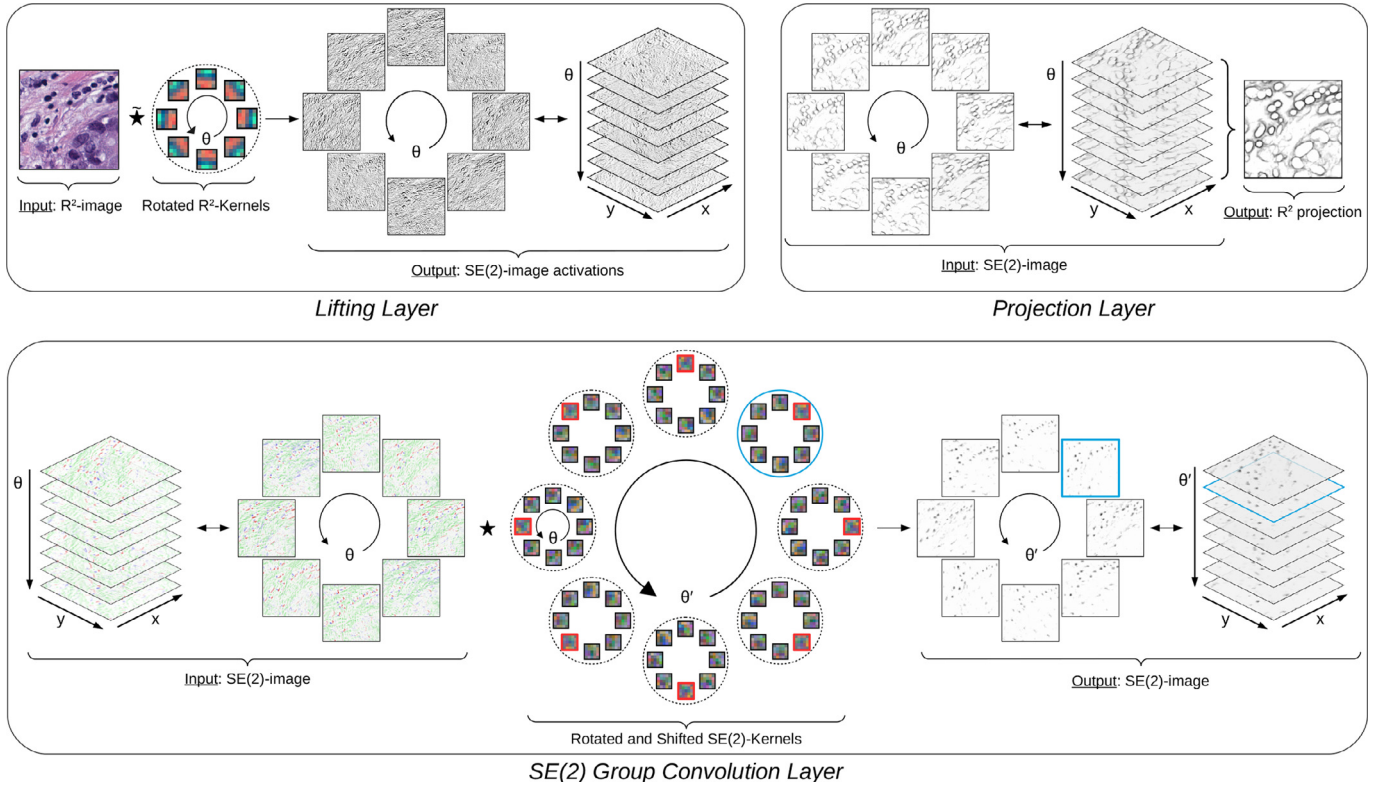 θ
Input: R²-image
Rotated R²-Kernels
θ
θ
y
x
Output: SE(2)-image activations
Lifting Layer
θ
θ
y
x
Input: SE(2)-image
Output: R² projection
Projection Layer
θ
y
x
θ
Input: SE(2)-image
θ
θ′
Rotated and Shifted SE(2)-Kernels
θ′
θ′
y
x
Output: SE(2)-image
SE(2) Group Convolution Layer